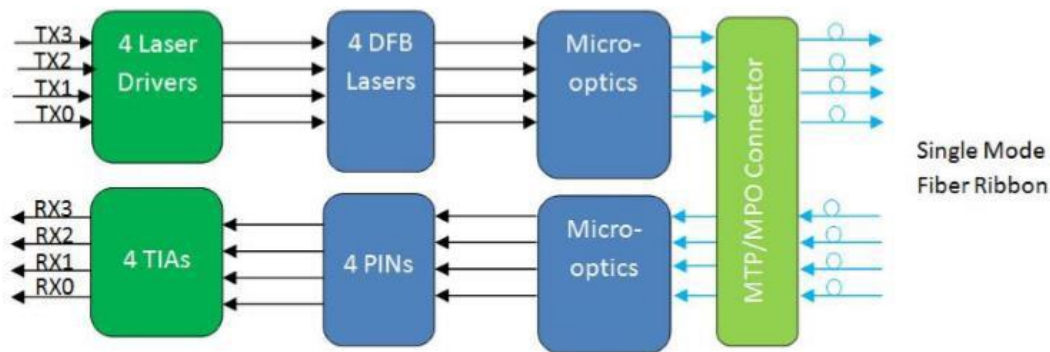 TX3
TX2
TX1
TX0
4 Laser
Drivers
4 DFB
Lasers
Micro-
optics
MTP/MPO Connector
Single Mode
Fiber Ribbon
RX3
RX2
RX1
RX0
4 TIAs
4 PINs
Micro-
optics